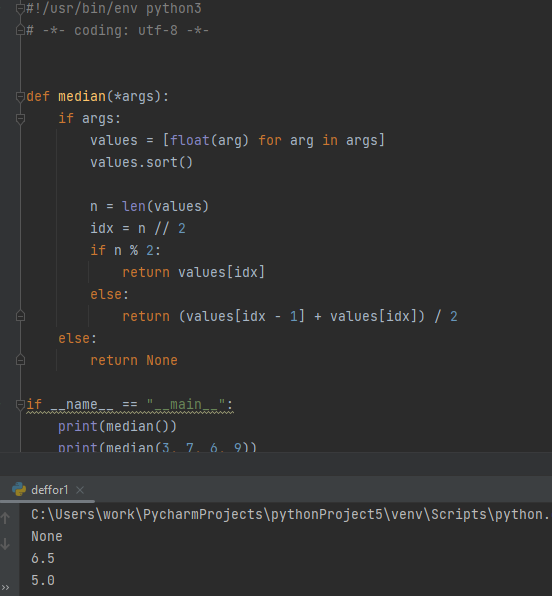 #!/usr/bin/env python3
# -*- coding: utf-8 -*-
def median(*args):
    if args:
        values = [float(arg) for arg in args]
        values.sort()
        n = len(values)
        idx = n // 2
        if n % 2:
            return values[idx]
        else:
            return (values[idx - 1] + values[idx]) / 2
    else:
        return None
if __name__ == "__main__":
    print(median())
    print(median(3, 7, 6, 9))
deffor1
C:\Users\work\PycharmProjects\pythonProject5\venv\Scripts\python.
None
6.5
5.0